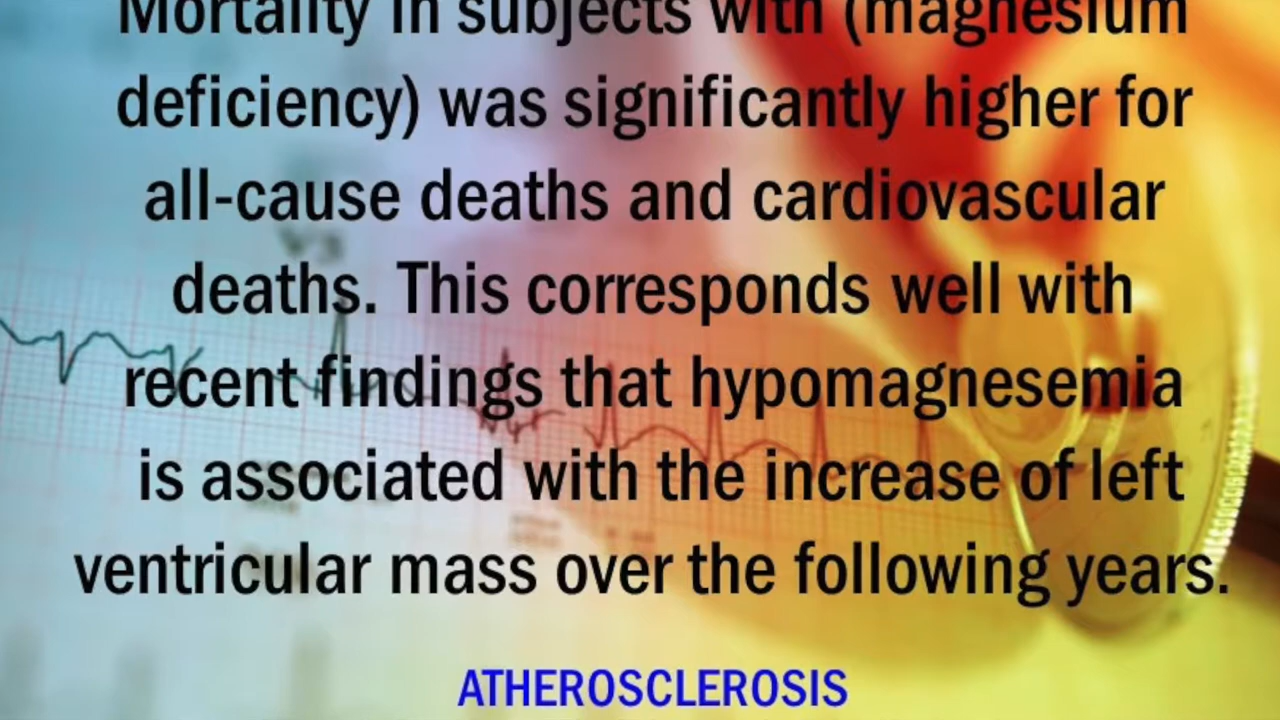 Mortality in subjects with (magnesium
deficiency) was significantly higher for
all-cause deaths and cardiovascular
deaths. This corresponds well with
recent findings that hypomagnesemia
is associated with the increase of left
ventricular mass over the following years.
ATHEROSCLEROSIS